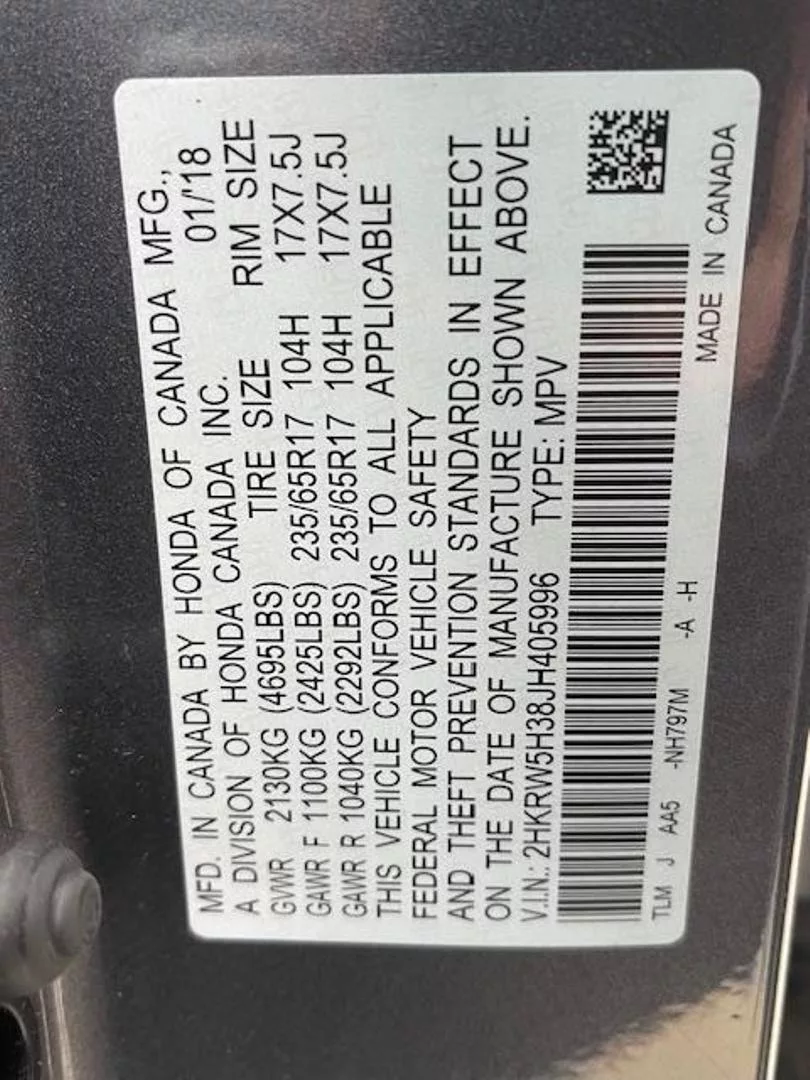 MFD. IN CANADA BY HONDA OF CANADA MFG.,
A DIVISION OF HONDA CANADA INC. 01/'18
GVWR 2130KG (4695LBS) TIRE SIZE RIM SIZE
GAWR F 1100KG (2425LBS) 235/65R17 104H 17X7.5J
GAWR R 1040KG (2292LBS) 235/65R17 104H 17X7.5J
THIS VEHICLE CONFORMS TO ALL APPLICABLE
FEDERAL MOTOR VEHICLE SAFETY
AND THEFT PREVENTION STANDARDS IN EFFECT
ON THE DATE OF MANUFACTURE SHOWN ABOVE.
V.I.N.: 2HKRW5H38JH405996 TYPE: MPV
TLM J AA5 -NH797M -A -H
MADE IN CANADA